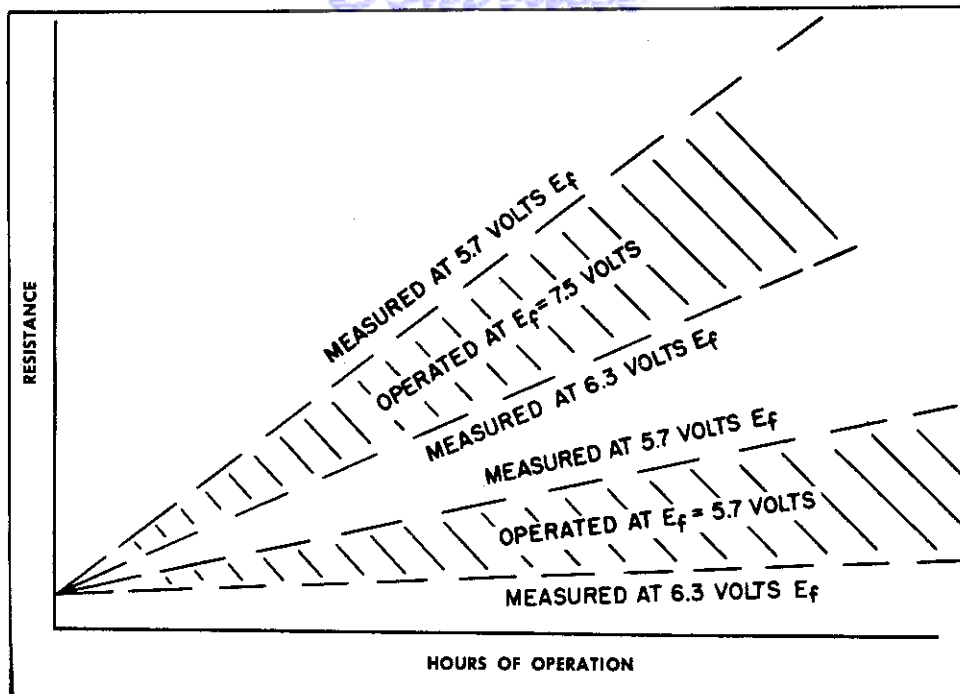 MEASURED AT 5.7 VOLTS Ef
OPERATED AT Ef = 7.5 VOLTS
MEASURED AT 6.3 VOLTS Ef
MEASURED AT 5.7 VOLTS Ef
OPERATED AT Ef = 5.7 VOLTS
MEASURED AT 6.3 VOLTS Ef
RESISTANCE
HOURS OF OPERATION